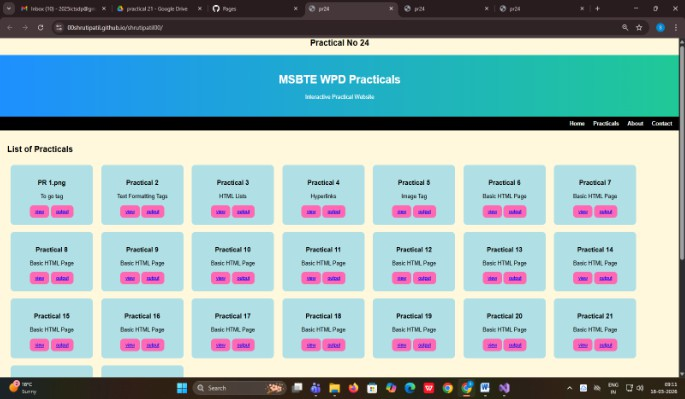 Inbox (10) - 2025ictstp@gm
practical 21 - Google Drive
Pages
pr24
pr24
pr24
00shrutipatil.github.io/shrutipatil00/
Practical No 24
MSBTE WPD Practicals
Interactive Practical Website
Home Practicals About Contact
List of Practicals
PR 1.png Practical 2 Practical 3 Practical 4 Practical 5 Practical 6 Practical 7
To go tag Text Formatting Tags HTML Lists Hyperlinks Image Tag Basic HTML Page Basic HTML Page
view output view output view output view output view output view output view output
Practical 8 Practical 9 Practical 10 Practical 11 Practical 12 Practical 13 Practical 14
Basic HTML Page Basic HTML Page Basic HTML Page Basic HTML Page Basic HTML Page Basic HTML Page Basic HTML Page
view output view output view output view output view output view output view output
Practical 15 Practical 16 Practical 17 Practical 18 Practical 19 Practical 20 Practical 21
Basic HTML Page Basic HTML Page Basic HTML Page Basic HTML Page Basic HTML Page Basic HTML Page Basic HTML Page
view output view output view output view output view output view output view output
Sunny
Search
ENG
IN
09:11
16-03-2026